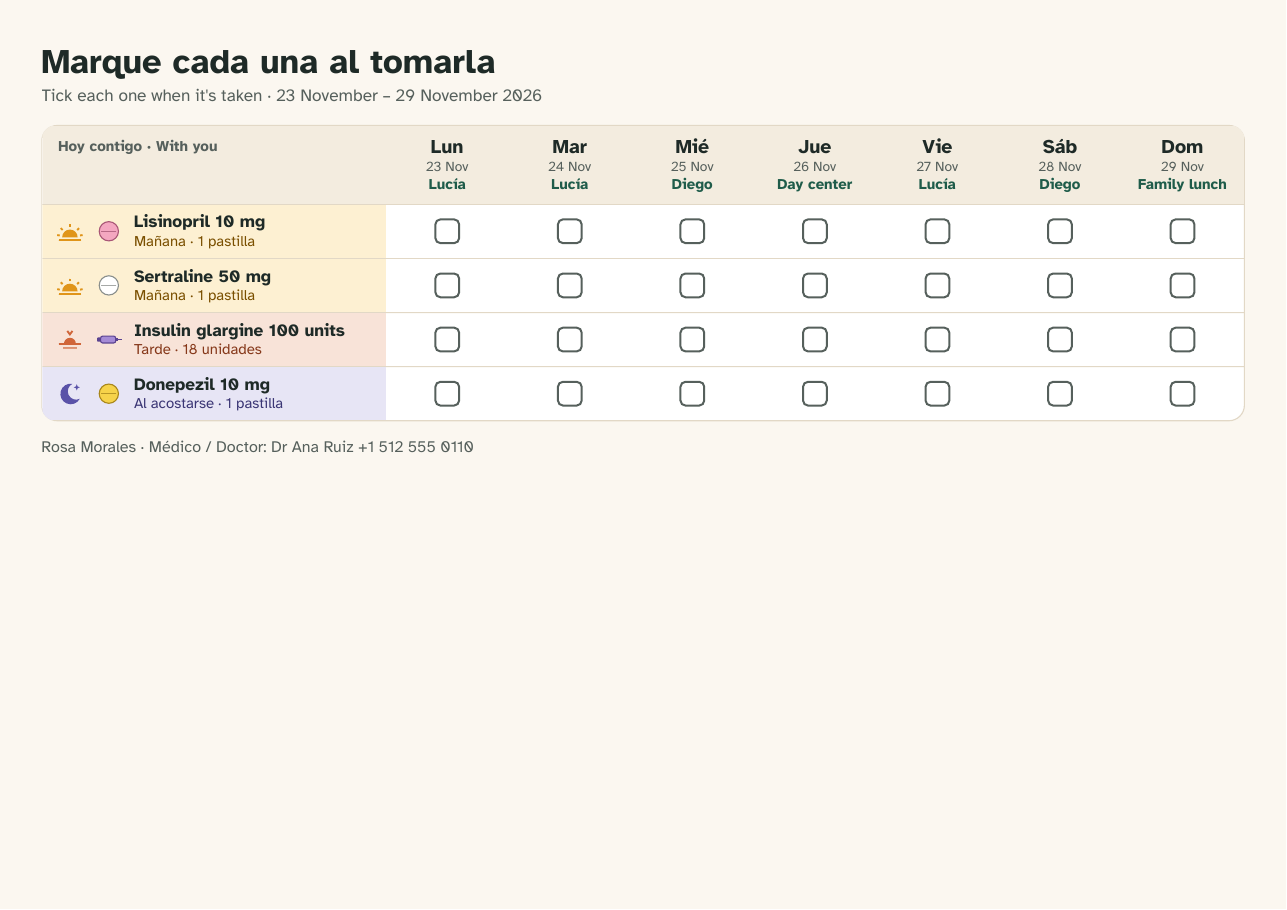 Marque cada una al tomarla
Tick each one when it's taken · 23 November – 29 November 2026
Hoy contigo · With you
Lun
23 Nov
Lucía
Mar
24 Nov
Lucía
Mié
25 Nov
Diego
Jue
26 Nov
Day center
Vie
27 Nov
Lucía
Sáb
28 Nov
Diego
Dom
29 Nov
Family lunch
Lisinopril 10 mg
Mañana · 1 pastilla
Sertraline 50 mg
Mañana · 1 pastilla
Insulin glargine 100 units
Tarde · 18 unidades
Donepezil 10 mg
Al acostarse · 1 pastilla
Rosa Morales · Médico / Doctor: Dr Ana Ruiz +1 512 555 0110